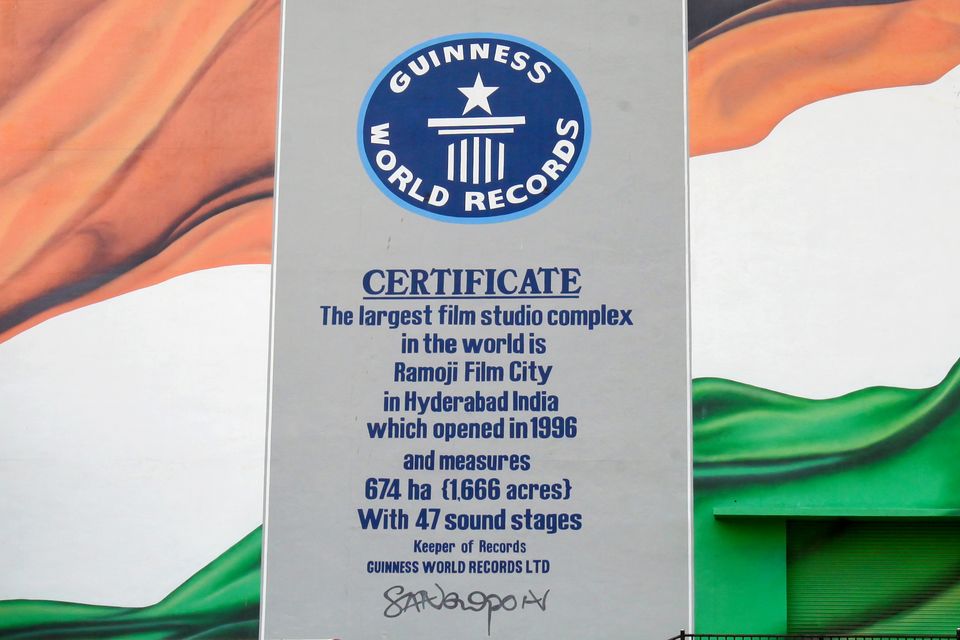 GUINNESS
WORLD RECORDS
CERTIFICATE
The largest film studio complex
in the world is
Ramoji Film City
in Hyderabad India
which opened in 1996
and measures
674 ha {1,666 acres}
With 47 sound stages
Keeper of Records
GUINNESS WORLD RECORDS LTD